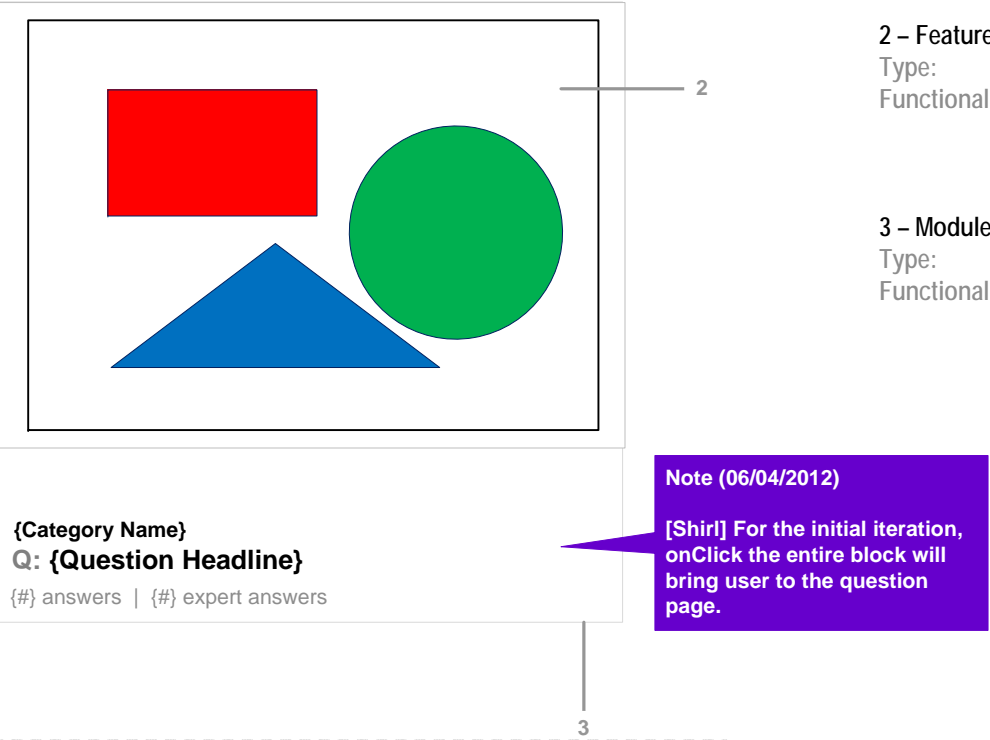 2 – Feature
Type:
Functional
2
3 – Module
Type:
Functional
Note (06/04/2012)
[Shirl] For the initial iteration,
onClick the entire block will
bring user to the question
page.
{Category Name}
Q: {Question Headline}
{#} answers | {#} expert answers
3